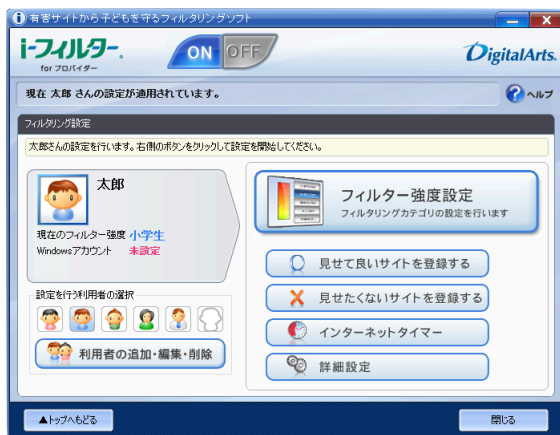 有害サイトから子どもを守るフィルタリングソフト
i-フィルター®
for プロバイダー
ON OFF
DigitalArts.
現在 太郎 さんの設定が適用されています。
ヘルプ
フィルタリング設定
太郎さんの設定を行います。右側のボタンをクリックして設定を開始してください。
太郎
現在のフィルター強度 小学生
Windowsアカウント 未設定
設定を行う利用者の選択
利用者の追加・編集・削除
フィルター強度設定
フィルタリングカテゴリの設定を行います
見せて良いサイトを登録する
見せたくないサイトを登録する
インターネットタイマー
詳細設定
▲トップへもどる
閉じる